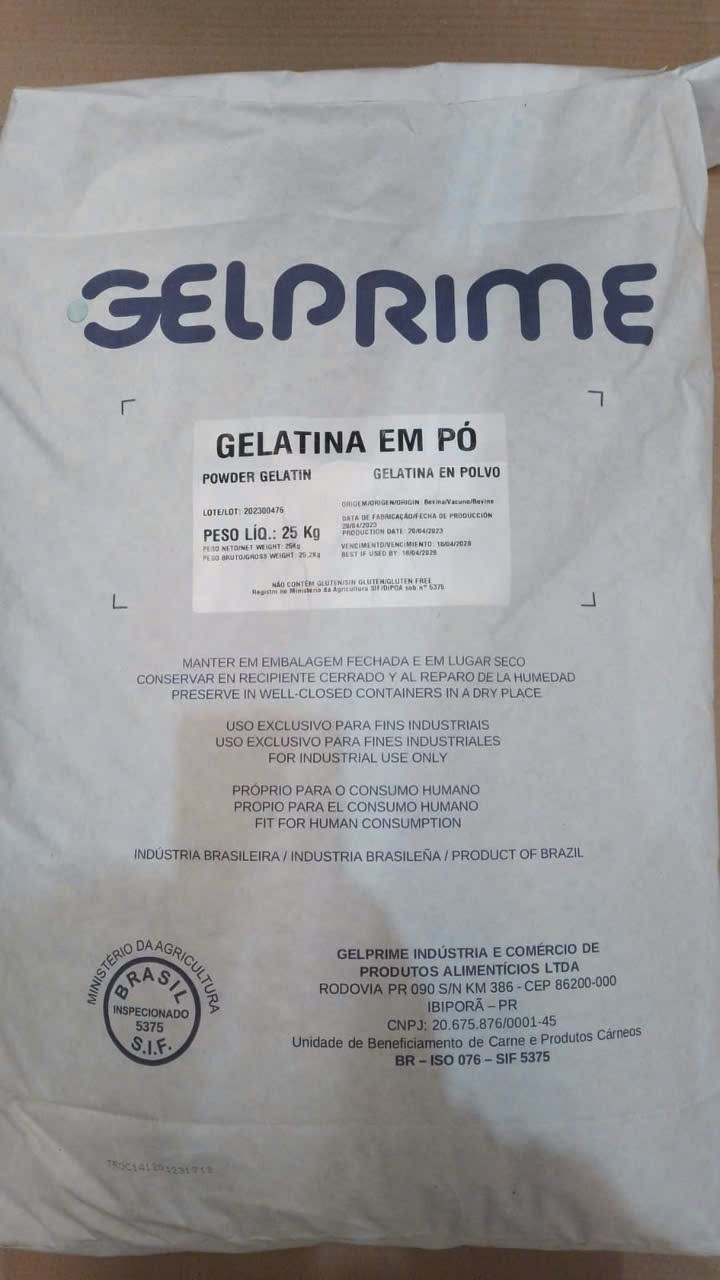 GELPRIME
GELATINA EM PÓ
POWDER GELATIN GELATINA EN POLVO
LOTE/LOT: 202300476
PESO LÍQ.: 25 Kg
PESO NETO/NET WEIGHT: 25Kg
PESO BRUTO/GROSS WEIGHT: 25.2Kg
ORIGEM/ORIGEN/ORIGIN: Bovina/Vacuno/Bovine
DATA DE FABRICAÇÃO/FECHA DE PRODUCCIÓN
20/04/2023
PRODUCTION DATE: 20/04/2023
VENCIMENTO/VENCIMIENTO: 18/04/2028
BEST IF USED BY: 18/04/2028
NÃO CONTÉM GLUTEN/SIN GLUTEN/GLUTEN FREE
Registro no Ministério da Agricultura SIF/DIPOA sob nº 5375
MANTER EM EMBALAGEM FECHADA E EM LUGAR SECO
CONSERVAR EN RECIPIENTE CERRADO Y AL REPARO DE LA HUMEDAD
PRESERVE IN WELL-CLOSED CONTAINERS IN A DRY PLACE
USO EXCLUSIVO PARA FINS INDUSTRIAIS
USO EXCLUSIVO PARA FINES INDUSTRIALES
FOR INDUSTRIAL USE ONLY
PRÓPRIO PARA O CONSUMO HUMANO
PROPIO PARA EL CONSUMO HUMANO
FIT FOR HUMAN CONSUMPTION
INDÚSTRIA BRASILEIRA / INDUSTRIA BRASILEÑA / PRODUCT OF BRAZIL
MINISTÉRIO DA AGRICULTURA
BRASIL
INSPECIONADO
5375
S.I.F.
GELPRIME INDÚSTRIA E COMÉRCIO DE
PRODUTOS ALIMENTÍCIOS LTDA
RODOVIA PR 090 S/N KM 386 - CEP 86200-000
IBIPORÃ – PR
CNPJ: 20.675.876/0001-45
Unidade de Beneficiamento de Carne e Produtos Cárneos
BR – ISO 076 – SIF 5375